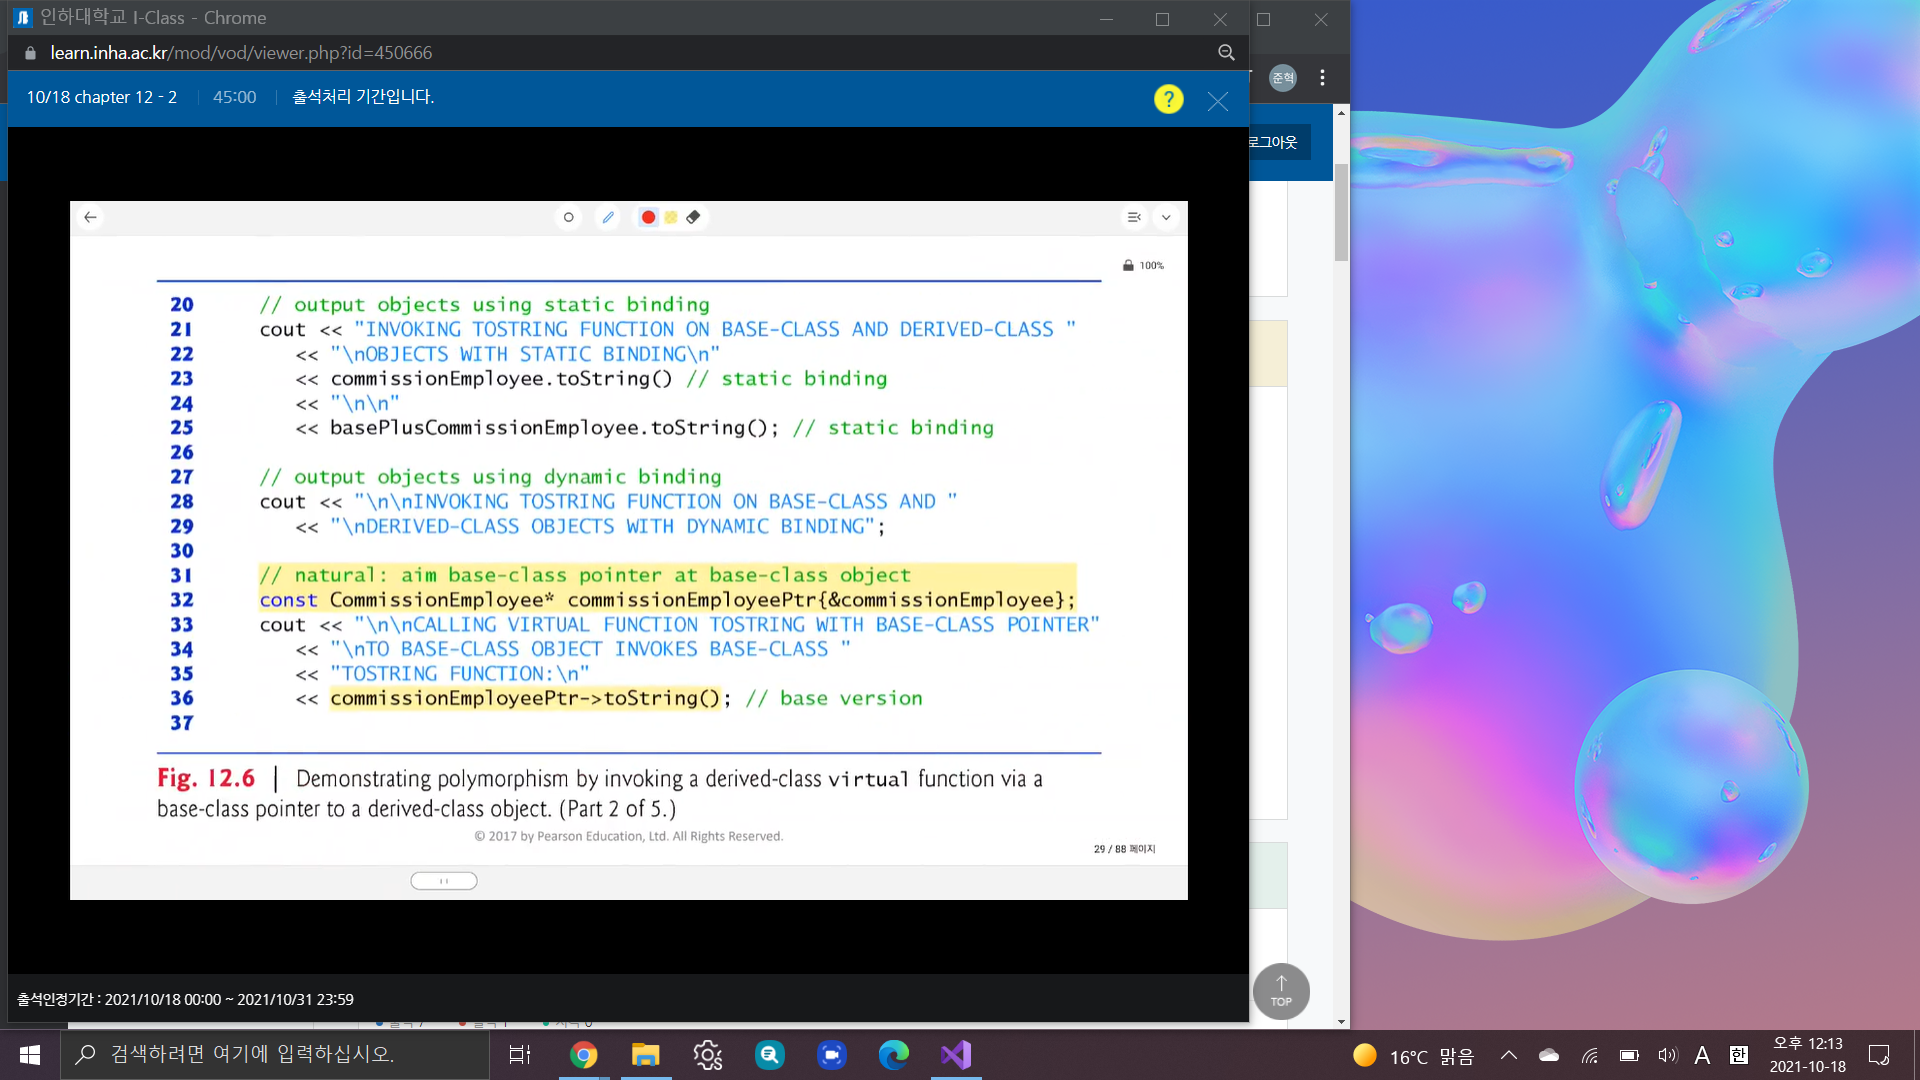 인하대학교 I-Class - Chrome
learn.inha.ac.kr/mod/vod/viewer.php?id=450666
준혁
10/18 chapter 12 - 2 45:00 출석처리 기간입니다.
?
로그아웃
100%
20 // output objects using static binding
21 cout << "INVOKING TOSTRING FUNCTION ON BASE-CLASS AND DERIVED-CLASS "
22 << "\nOBJECTS WITH STATIC BINDING\n"
23 << commissionEmployee.toString() // static binding
24 << "\n\n"
25 << basePlusCommissionEmployee.toString(); // static binding
26
27 // output objects using dynamic binding
28 cout << "\n\nINVOKING TOSTRING FUNCTION ON BASE-CLASS AND "
29 << "\nDERIVED-CLASS OBJECTS WITH DYNAMIC BINDING";
30
31 // natural: aim base-class pointer at base-class object
32 const CommissionEmployee* commissionEmployeePtr{&commissionEmployee};
33 cout << "\n\nCALLING VIRTUAL FUNCTION TOSTRING WITH BASE-CLASS POINTER"
34 << "\nTO BASE-CLASS OBJECT INVOKES BASE-CLASS "
35 << "TOSTRING FUNCTION:\n"
36 << commissionEmployeePtr->toString(); // base version
37
Fig. 12.6 | Demonstrating polymorphism by invoking a derived-class virtual function via a
base-class pointer to a derived-class object. (Part 2 of 5.)
© 2017 by Pearson Education, Ltd. All Rights Reserved.
29 / 88 페이지
TOP
출석인정기간 : 2021/10/18 00:00 ~ 2021/10/31 23:59
검색하려면 여기에 입력하십시오.
16°C 맑음
A
한
오후 12:13
2021-10-18